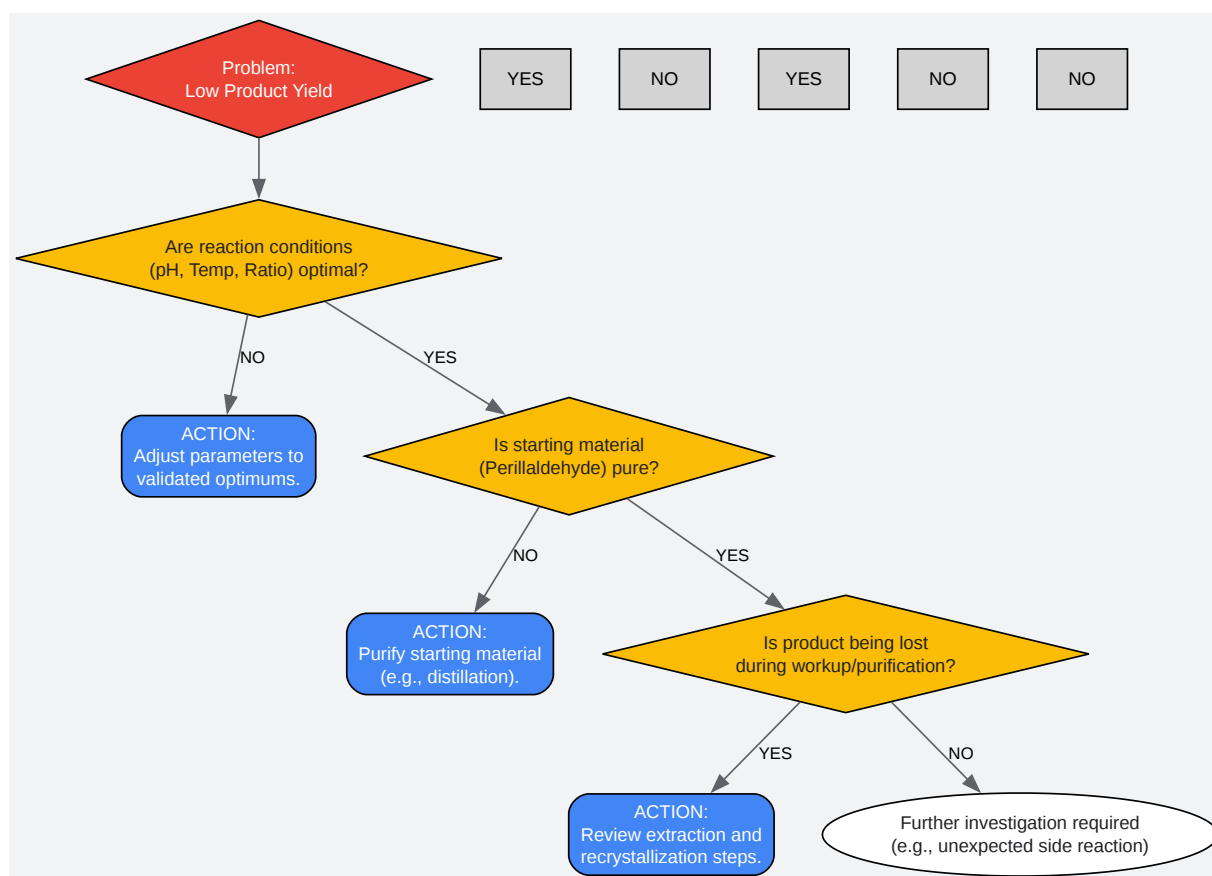 Problem:
Low Product Yield
YES
NO
YES
NO
NO
Are reaction conditions
(pH, Temp, Ratio) optimal?
NO
YES
ACTION:
Adjust parameters to
validated optimums.
Is starting material
(Perillaldehyde) pure?
NO
YES
ACTION:
Purify starting material
(e.g., distillation).
Is product being lost
during workup/purification?
YES
NO
ACTION:
Review extraction and
recrystallization steps.
Further investigation required
(e.g., unexpected side reaction)